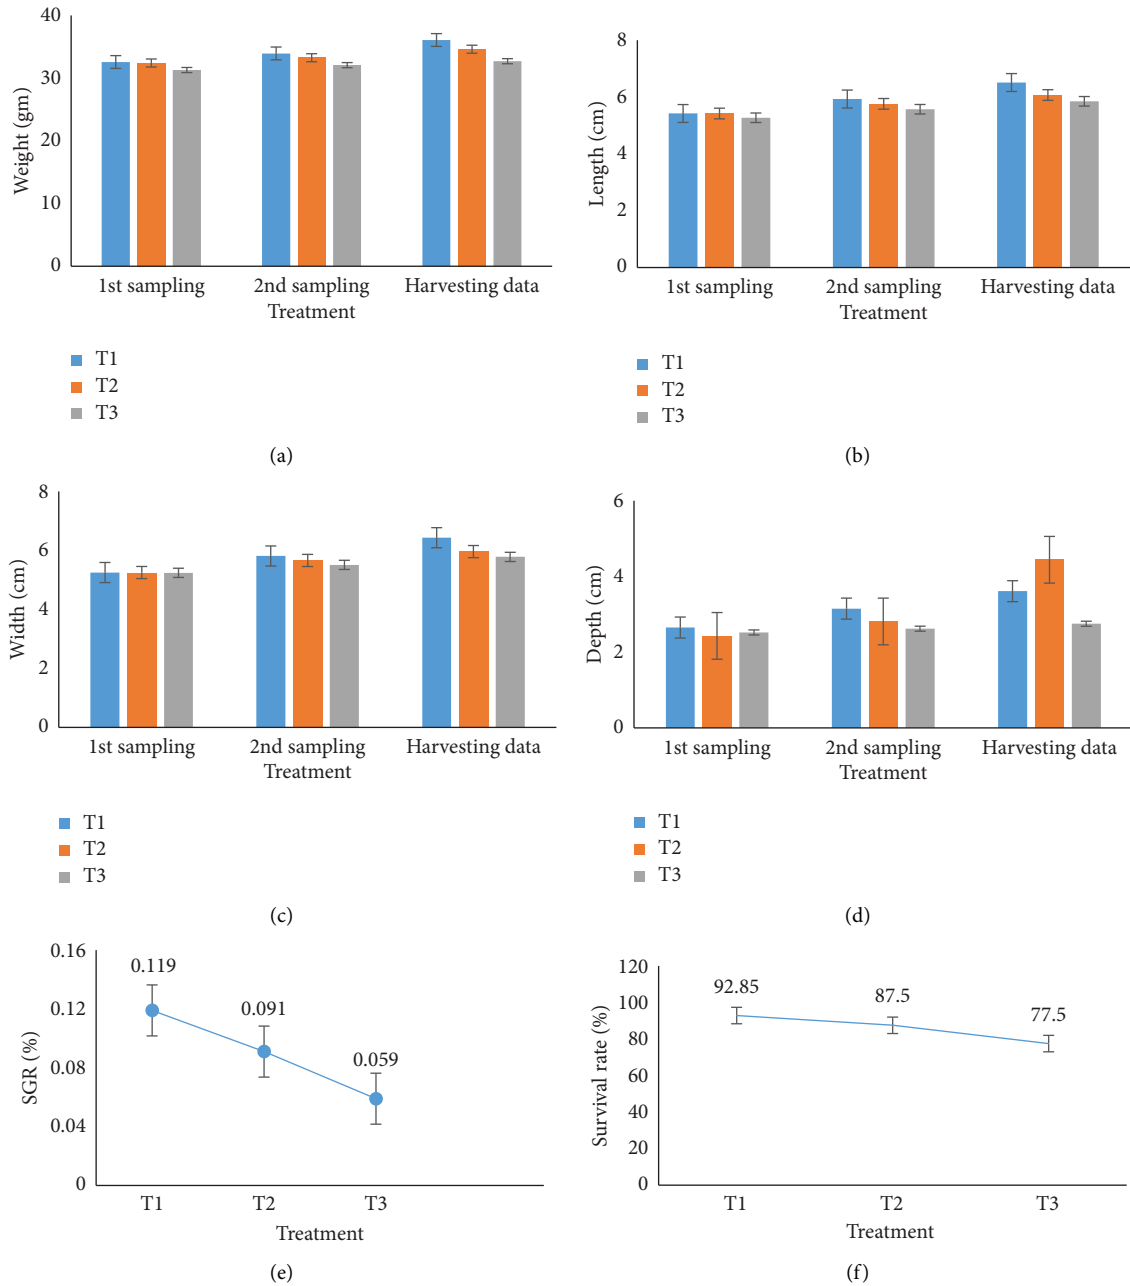 40
30
20
10
0
Weight (gm)
1st sampling 2nd sampling Harvesting data
Treatment
T1
T2
T3
(a)
8
6
4
2
0
Length (cm)
1st sampling 2nd sampling Harvesting data
Treatment
T1
T2
T3
(b)
8
6
4
2
0
Width (cm)
1st sampling 2nd sampling Harvesting data
Treatment
T1
T2
T3
(c)
6
4
2
0
Depth (cm)
1st sampling 2nd sampling Harvesting data
Treatment
T1
T2
T3
(d)
0.16
0.12
0.08
0.04
0
SGR (%)
0.119
0.091
0.059
T1 T2 T3
Treatment
(e)
120
100
80
60
40
20
0
Survival rate (%)
92.85
87.5
77.5
T1 T2 T3
Treatment
(f)